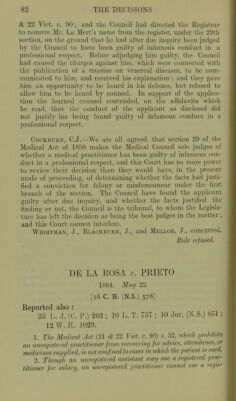 82 THE DECISIONS
& 22 Vict. c. 90; and the Council had directed the Registrar
to remove Mr. La Mert's name from the register, under the 29th
section, on the ground that he had after due inquiry been judged
by the Council to have been guilty of infamous conduct in a
professional respect. Before adjudging him guilty, the Council
had caused the charges against him, which were connected with
the publication of a treatise on venereal diseases, to be com-
municated to him, and received his explanation; and they gave
him an opportunity to be heard in his defence, but refused to
allow him to be heard by counsel. In support of the applica-
tion the learned counsel contended, on the affidavits which
he read, that the conduct of the applicant as disclosed did
not justify his being found guilty of infamous conduct in a
professional respect.
COCKBURN, C.J.—We are all agreed that section 29 of the
Medical Act of 1858 makes the Medical Council sole judges of
whether a medical practitioner has been guilty of infamous con-
duct in a professional respect, and this Court has no more power
to review their decision than they would have, in the present
mode of proceeding, of determining whether the facts had justi-
fied a conviction for felony or misdemeanour under the first
branch of the section. The Council have found the applicant
guilty after due inquiry, and whether the facts justified the
finding or not, the Council is the tribunal, to whom the Legisla-
ture has left the decision as being the best judges in the matter;
and this Court cannot interfere.
WIGHTMAN, J., BLACKBURN, J., and MELLOR, J., concurred.
Rule refused.
DE LA ROSA v. PRIETO
1864. May 22.
[16 C. B. (N.S.) 578]
Reported also:
33 L. J. (C. P.) 262; 10 L. T. 757; 10 Jur. (N.S.) 851;
12 W. R. 1029.
1. The Medical Act (21 & 22 Vict. c. 90) s. 32, which prohibits
an unregistered practitioner from recovering for advice, attendance, or
medicines supplied, is not confined to cases in which the patient is sued.
2. Though an unregistered assistant may sue a registered prac-
titioner for salary, an unregistered practitioner cannot sue a regis-